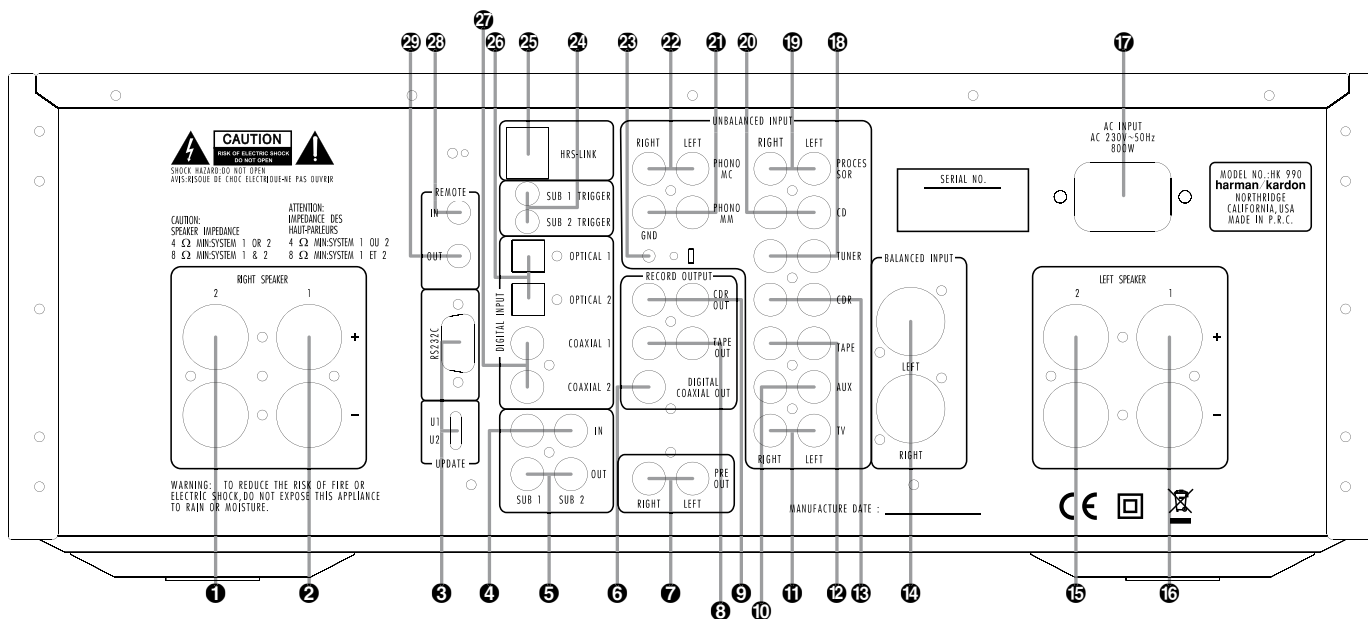 27
29 28 26 25 24 23 22 21 20 19 18 17
CAUTION
RISK OF ELECTRIC SHOCK
DO NOT OPEN
SHOCK HAZARD:DO NOT OPEN
AVIS:RISOUE DE CHOC ELECTRIQUE-NE PAS OUVRIR
CAUTION:
SPEAKER IMPEDANCE
4 Ω MIN:SYSTEM 1 OR 2
8 Ω MIN:SYSTEM 1 & 2
ATTENTION:
IMPEDANCE DES
HAUT-PARLEURS
4 Ω MIN:SYSTEM 1 OU 2
8 Ω MIN:SYSTEM 1 ET 2
RIGHT SPEAKER
2 1
+
−
WARNING: TO REDUCE THE RISK OF FIRE OR
ELECTRIC SHOCK,DO NOT EXPOSE THIS APPLIANCE
TO RAIN OR MOISTURE.
REMOTE
IN
OUT
RS232C
U1
U2
UPDATE
HRS-LINK
SUB 1 TRIGGER
SUB 2 TRIGGER
DIGITAL INPUT
OPTICAL 1
OPTICAL 2
COAXIAL 1
COAXIAL 2
IN
OUT
SUB 1 SUB 2
UNBALANCED INPUT
RIGHT LEFT
PHONO
MC
PHONO
MM
GND
RECORD OUTPUT
CDR
OUT
TAPE
OUT
DIGITAL
COAXIAL OUT
PRE
OUT
RIGHT LEFT
RIGHT LEFT
PROCES
SOR
CD
TUNER
CDR
TAPE
AUX
TV
RIGHT LEFT
BALANCED INPUT
LEFT
RIGHT
MANUFACTURE DATE :
SERIAL NO.
AC INPUT
AC 230V~50Hz
800W
MODEL NO.:HK 990
harman/kardon
NORTHRIDGE
CALIFORNIA,USA
MADE IN P.R.C.
LEFT SPEAKER
2 1
+
−
CE
1 2 3 4 5 6 7 8 9 10 11 12 13 14 15 16